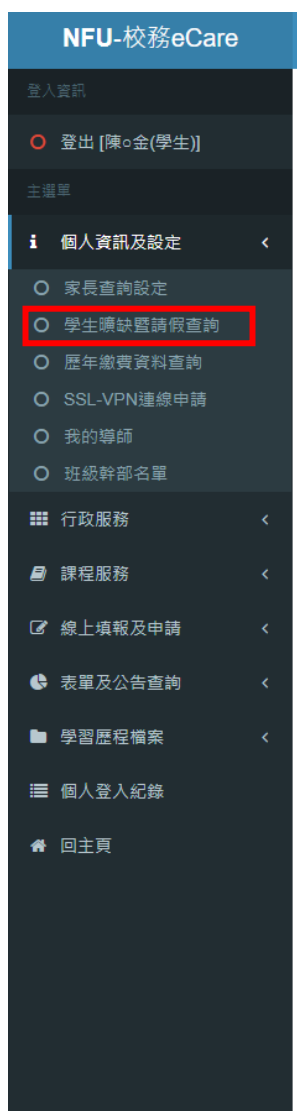 NFU-校務eCare
登入資訊
登出 [陳○金(學生)]
主選單
個人資訊及設定
家長查詢設定
學生曠缺暨請假查詢
歷年繳費資料查詢
SSL-VPN連線申請
我的導師
班級幹部名單
行政服務
課程服務
線上填報及申請
表單及公告查詢
學習歷程檔案
個人登入紀錄
回主頁